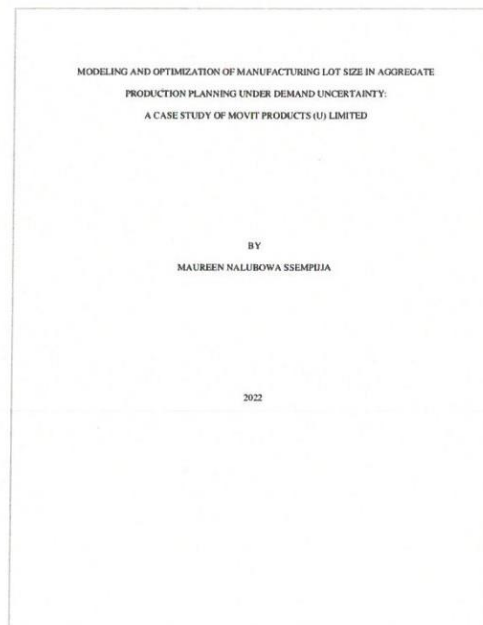 MODELING AND OPTIMIZATION OF MANUFACTURING LOT SIZE IN AGGREGATE
PRODUCTION PLANNING UNDER DEMAND UNCERTAINTY:
A CASE STUDY OF MOVIT PRODUCTS (U) LIMITED
BY
MAUREEN NALUBOWA SSEMPIJJA
2022